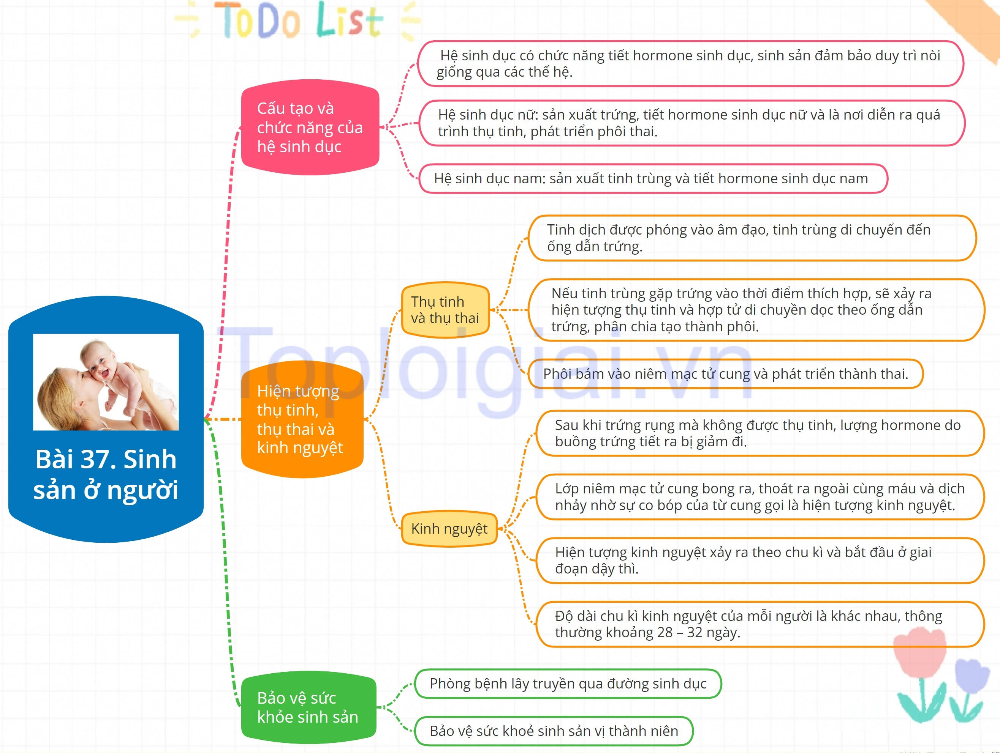 ToDo List
Hệ sinh dục có chức năng tiết hormone sinh dục, sinh sản đảm bảo duy trì nòi
giống qua các thế hệ.
Cấu tạo và
chức năng của
hệ sinh dục
Hệ sinh dục nữ: sản xuất trứng, tiết hormone sinh dục nữ và là nơi diễn ra quá
trình thụ tinh, phát triển phôi thai.
Hệ sinh dục nam: sản xuất tinh trùng và tiết hormone sinh dục nam
Bài 37. Sinh
sản ở người
Hiện tượng
thụ tinh,
thụ thai và
kinh nguyệt
Thụ tinh
và thụ thai
Tinh dịch được phóng vào âm đạo, tinh trùng di chuyển đến
ống dẫn trứng.
Nếu tinh trùng gặp trứng vào thời điểm thích hợp, sẽ xảy ra
hiện tượng thụ tinh và hợp tử di chuyền dọc theo ống dẫn
trứng, phân chia tạo thành phôi.
Phôi bám vào niêm mạc tử cung và phát triển thành thai.
Toploigiai.vn
Kinh nguyệt
Sau khi trứng rụng mà không được thụ tinh, lượng hormone do
buồng trứng tiết ra bị giảm đi.
Lớp niêm mạc tử cung bong ra, thoát ra ngoài cùng máu và dịch
nhảy nhờ sự co bóp của từ cung gọi là hiện tượng kinh nguyệt.
Hiện tượng kinh nguyệt xảy ra theo chu kì và bắt đầu ở giai
đoạn dậy thì.
Độ dài chu kì kinh nguyệt của mỗi người là khác nhau, thông
thường khoảng 28 – 32 ngày.
Bảo vệ sức
khỏe sinh sản
Phòng bệnh lây truyền qua đường sinh dục
Bảo vệ sức khoẻ sinh sản vị thành niên